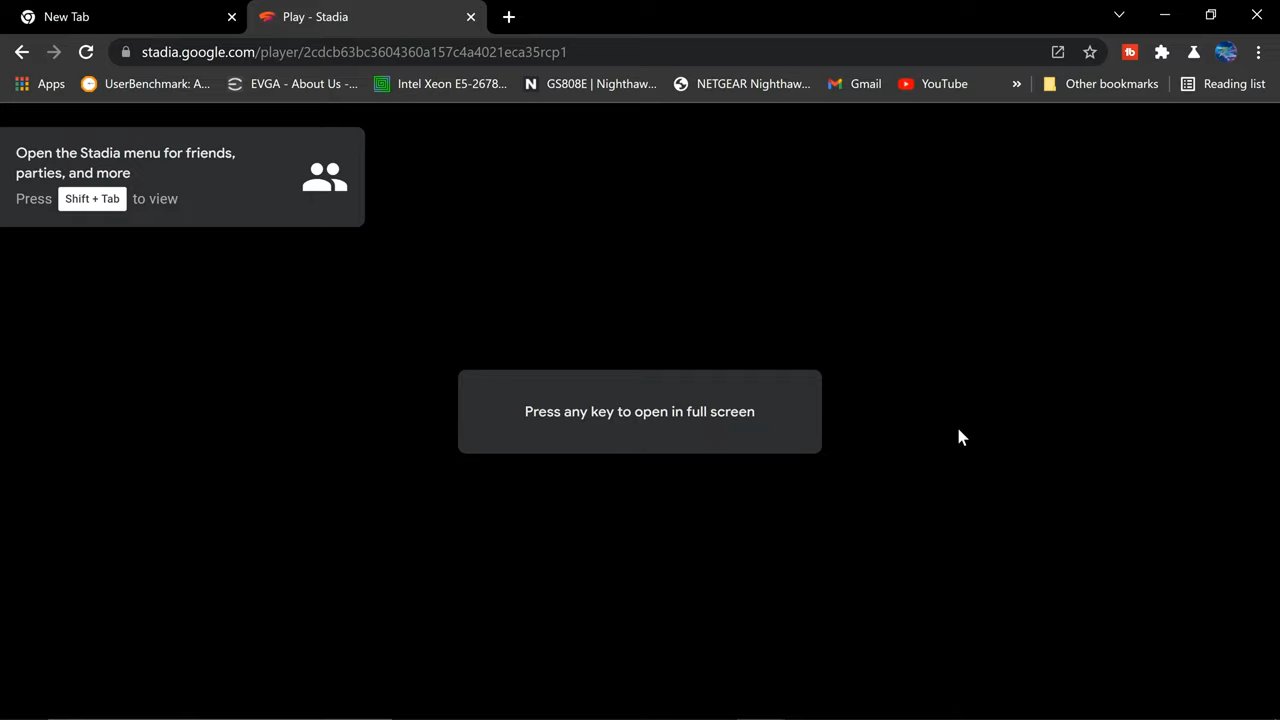 New Tab
Play - Stadia
stadia.google.com/player/2cdcb63bc3604360a157c4a4021eca35rcp1
Apps
UserBenchmark: A...
EVGA - About Us -...
Intel Xeon E5-2678...
GS808E | Nighthaw...
NETGEAR Nighthaw...
Gmail
YouTube
»
Other bookmarks
Reading list
Open the Stadia menu for friends,
parties, and more
Press Shift + Tab to view
Press any key to open in full screen